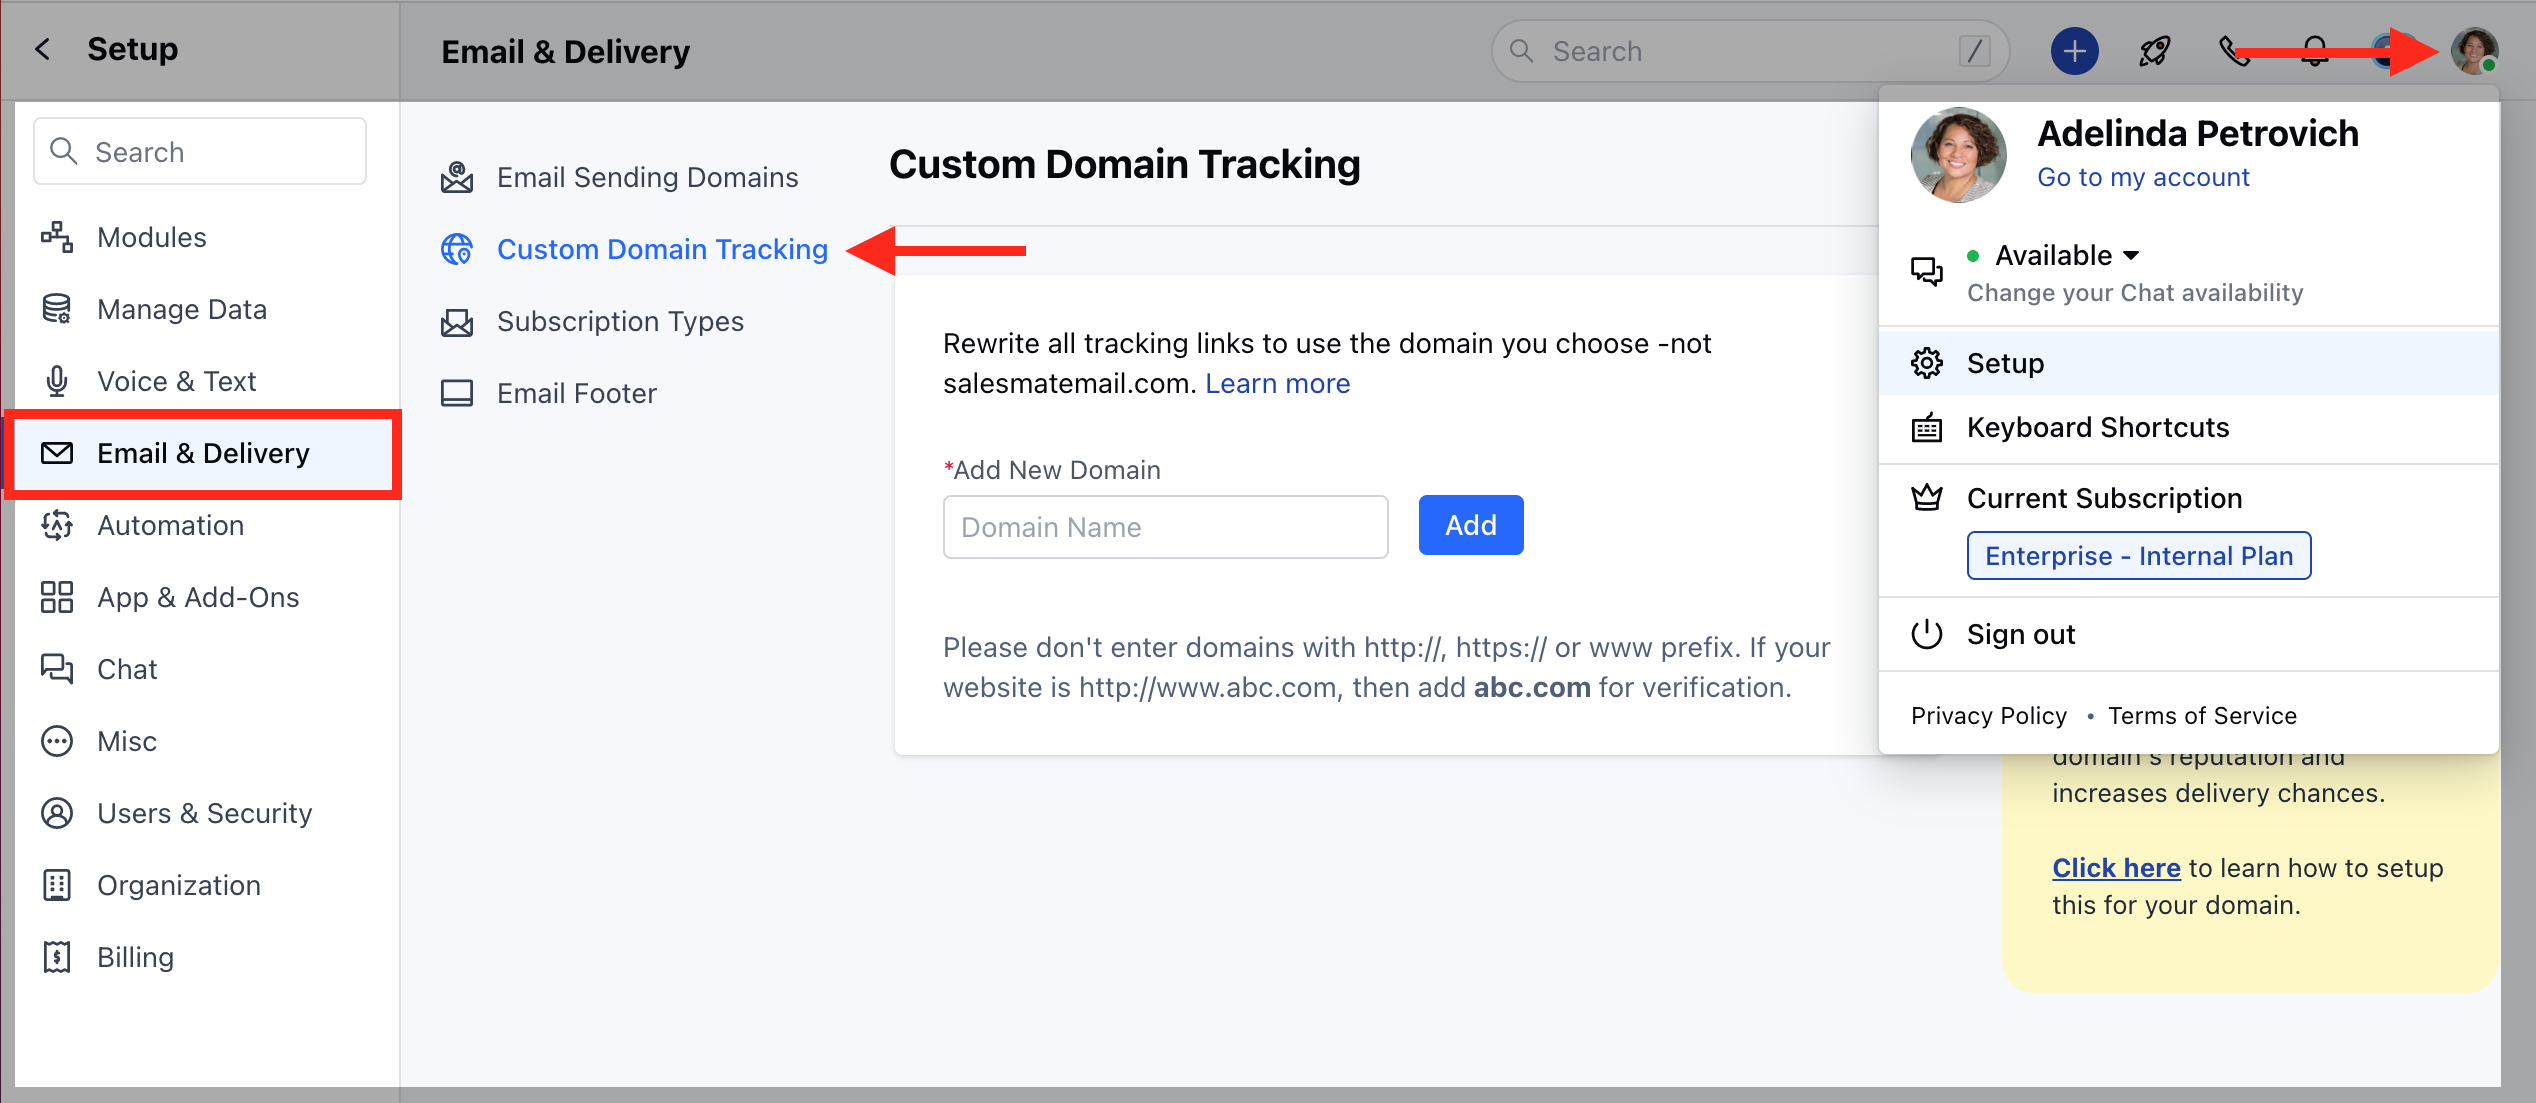 Setup
Email & Delivery
Search /
Search
Modules
Manage Data
Voice & Text
Email & Delivery
Automation
App & Add-Ons
Chat
Misc
Users & Security
Organization
Billing
Email Sending Domains
Custom Domain Tracking
Subscription Types
Email Footer
Custom Domain Tracking
Rewrite all tracking links to use the domain you choose -not
salesmatemail.com. Learn more
*Add New Domain
Domain Name
Add
Please don't enter domains with http://, https:// or www prefix. If your
website is http://www.abc.com, then add abc.com for verification.
Adelinda Petrovich
Go to my account
Available
Change your Chat availability
Setup
Keyboard Shortcuts
Current Subscription
Enterprise - Internal Plan
Sign out
Privacy Policy • Terms of Service
domain's reputation and
increases delivery chances.
Click here to learn how to setup
this for your domain.